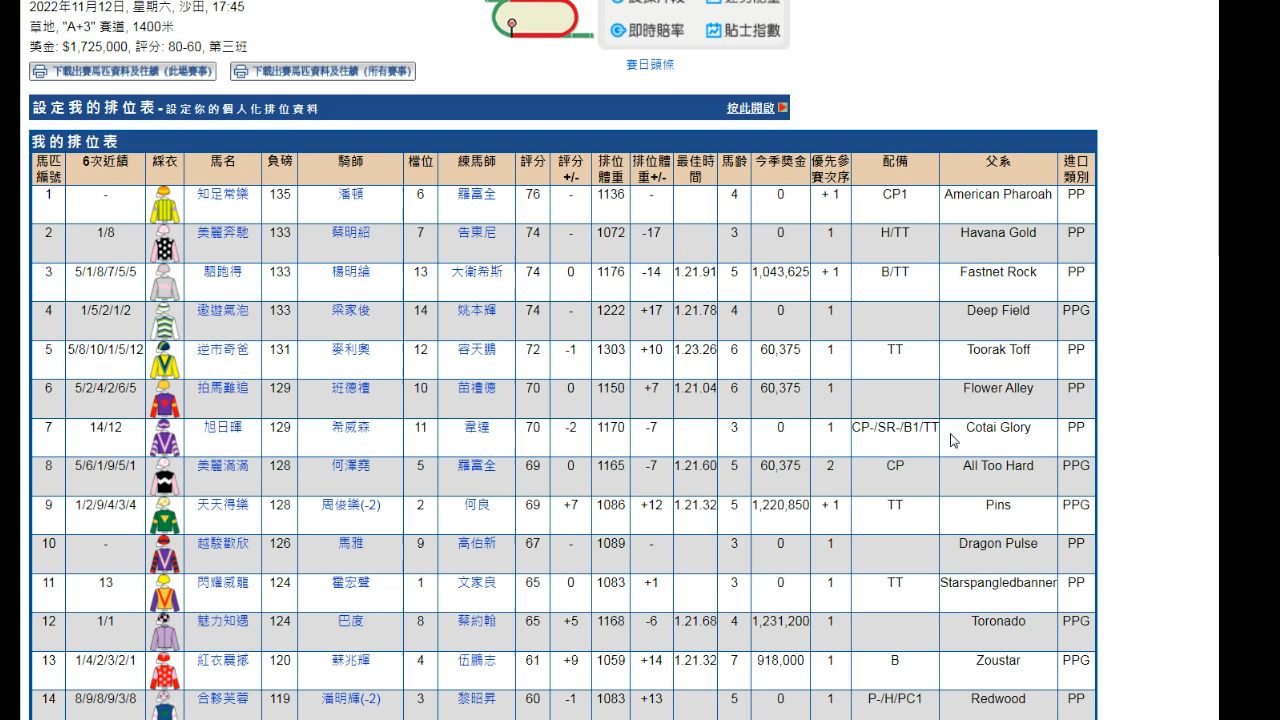 2022年11月12日, 星期六, 沙田, 17:45
草地, "A+3" 賽道, 1400米
獎金: $1,725,000, 評分: 80-60, 第三班
即時賠率 貼士指數
下載出賽馬匹資料及往績 (此場賽事) 下載出賽馬匹資料及往績 (所有賽事)
賽日頭條
設定我的排位表 - 設定你的個人化排位資料 按此開啟
我的排位表
馬匹編號 6次近績 綵衣 馬名 負磅 騎師 檔位 練馬師 評分 評分+/- 排位體重 排位體重+/- 最佳時間 馬齡 今季獎金 優先參賽次序 配備 父系 進口類別
1 - 知足常樂 135 潘頓 6 羅富全 76 - 1136 - 4 0 + 1 CP1 American Pharoah PP
2 1/8 美麗奔馳 133 蔡明紹 7 告東尼 74 - 1072 -17 3 0 1 H/TT Havana Gold PP
3 5/1/8/7/5/5 駟跑得 133 楊明綸 13 大衛希斯 74 0 1176 -14 1.21.91 5 1,043,625 + 1 B/TT Fastnet Rock PP
4 1/5/2/1/2 遨遊氣泡 133 梁家俊 14 姚本輝 74 - 1222 +17 1.21.78 4 0 1 Deep Field PPG
5 5/8/10/1/5/12 逆市奇爸 131 麥利奧 12 容天鵬 72 -1 1303 +10 1.23.26 6 60,375 1 TT Toorak Toff PP
6 5/2/4/2/6/5 拍馬難追 129 班德禮 10 苗禮德 70 0 1150 +7 1.21.04 6 60,375 1 Flower Alley PP
7 14/12 旭日暉 129 希威森 11 韋達 70 -2 1170 -7 3 0 1 CP-/SR-/B1/TT Cotai Glory PP
8 5/6/1/9/5/1 美麗滿滿 128 何澤堯 5 羅富全 69 0 1165 -7 1.21.60 5 60,375 2 CP All Too Hard PPG
9 1/2/9/4/3/4 天天得樂 128 周俊樂(-2) 2 何良 69 +7 1086 +12 1.21.32 5 1,220,850 + 1 TT Pins PPG
10 - 越駿歡欣 126 馬雅 9 高伯新 67 - 1089 - 3 0 1 Dragon Pulse PP
11 13 閃耀威龍 124 霍宏聲 1 文家良 65 0 1083 +1 3 0 1 TT Starspangledbanner PP
12 1/1 魅力知遇 124 巴度 8 蔡約翰 65 +5 1168 -6 1.21.68 4 1,231,200 1 Toronado PPG
13 1/4/2/3/2/1 紅衣震撼 120 蘇兆輝 4 伍鵬志 61 +9 1059 +14 1.21.32 7 918,000 1 B Zoustar PPG
14 8/9/8/9/3/8 合夥芙蓉 119 潘明輝(-2) 3 黎昭昇 60 -1 1083 +13 5 0 1 P-/H/PC1 Redwood PP